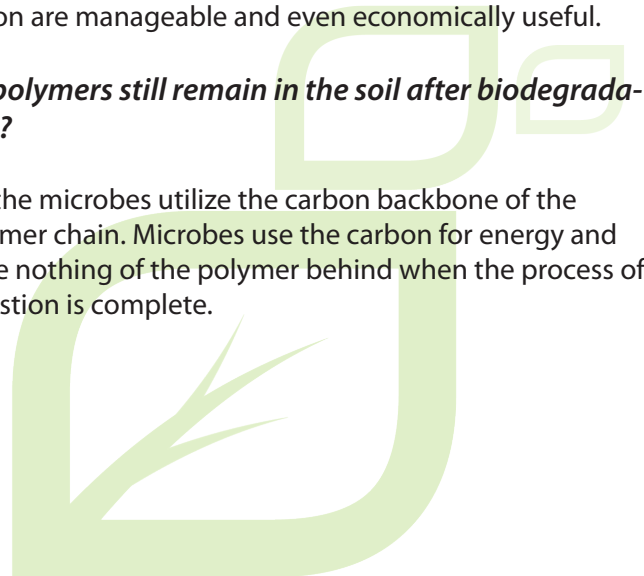 on are manageable and even economically useful.
polymers still remain in the soil after biodegrada-
?
the microbes utilize the carbon backbone of the
mer chain. Microbes use the carbon for energy and
e nothing of the polymer behind when the process of
stion is complete.